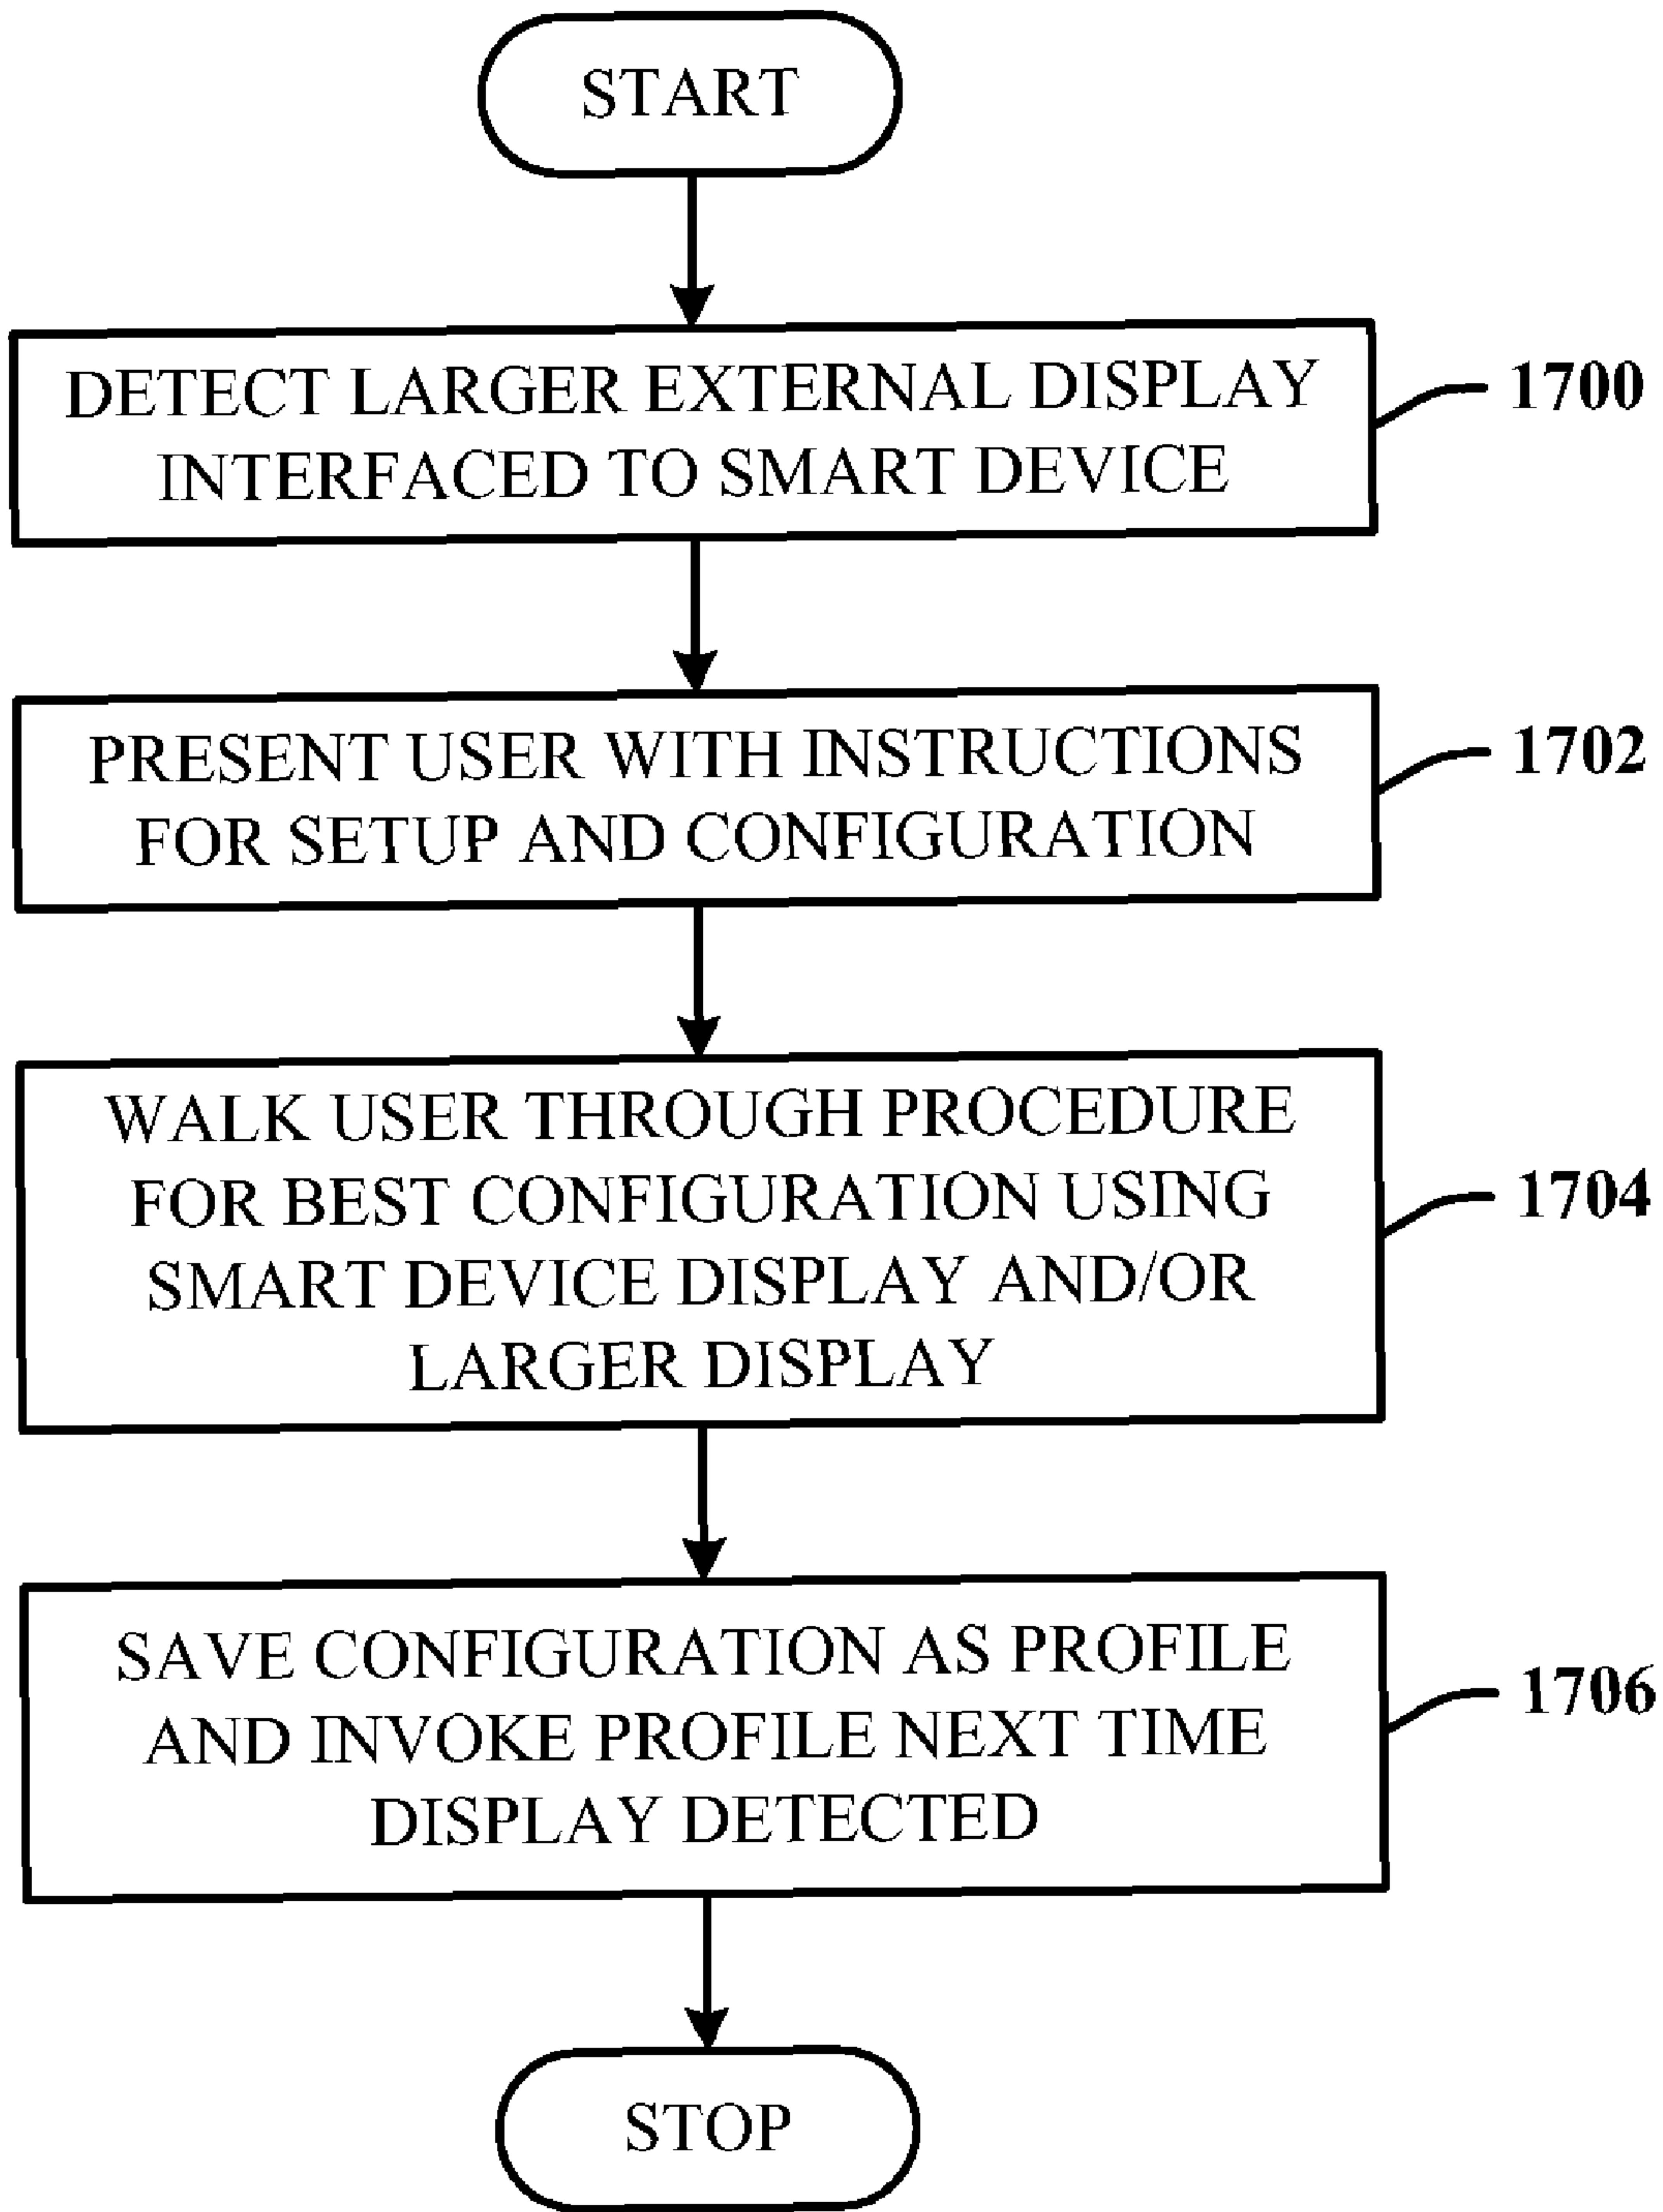 START
DETECT LARGER EXTERNAL DISPLAY
INTERFACED TO SMART DEVICE
1700
PRESENT USER WITH INSTRUCTIONS
FOR SETUP AND CONFIGURATION
1702
WALK USER THROUGH PROCEDURE
FOR BEST CONFIGURATION USING
SMART DEVICE DISPLAY AND/OR
LARGER DISPLAY
1704
SAVE CONFIGURATION AS PROFILE
AND INVOKE PROFILE NEXT TIME
DISPLAY DETECTED
1706
STOP